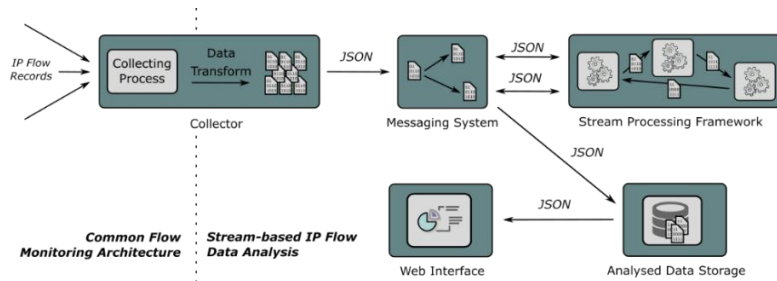 IP Flow
Records
Collecting
Process
Data
Transform
Collector
JSON
Messaging System
JSON
JSON
Stream Processing Framework
JSON
Common Flow
Monitoring Architecture
Stream-based IP Flow
Data Analysis
Web Interface
JSON
Analysed Data Storage